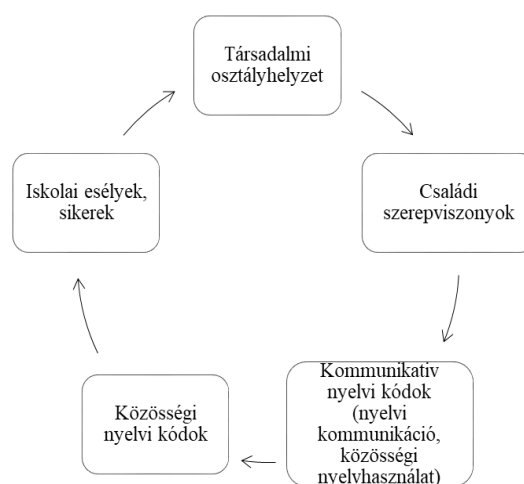 Társadalmi
osztályhelyzet
Családi
szerepviszonyok
Kommunikatív
nyelvi kódok
(nyelvi
kommunikáció,
közösségi
nyelvhasználat)
Közösségi
nyelvi kódok
Iskolai esélyek,
sikerek